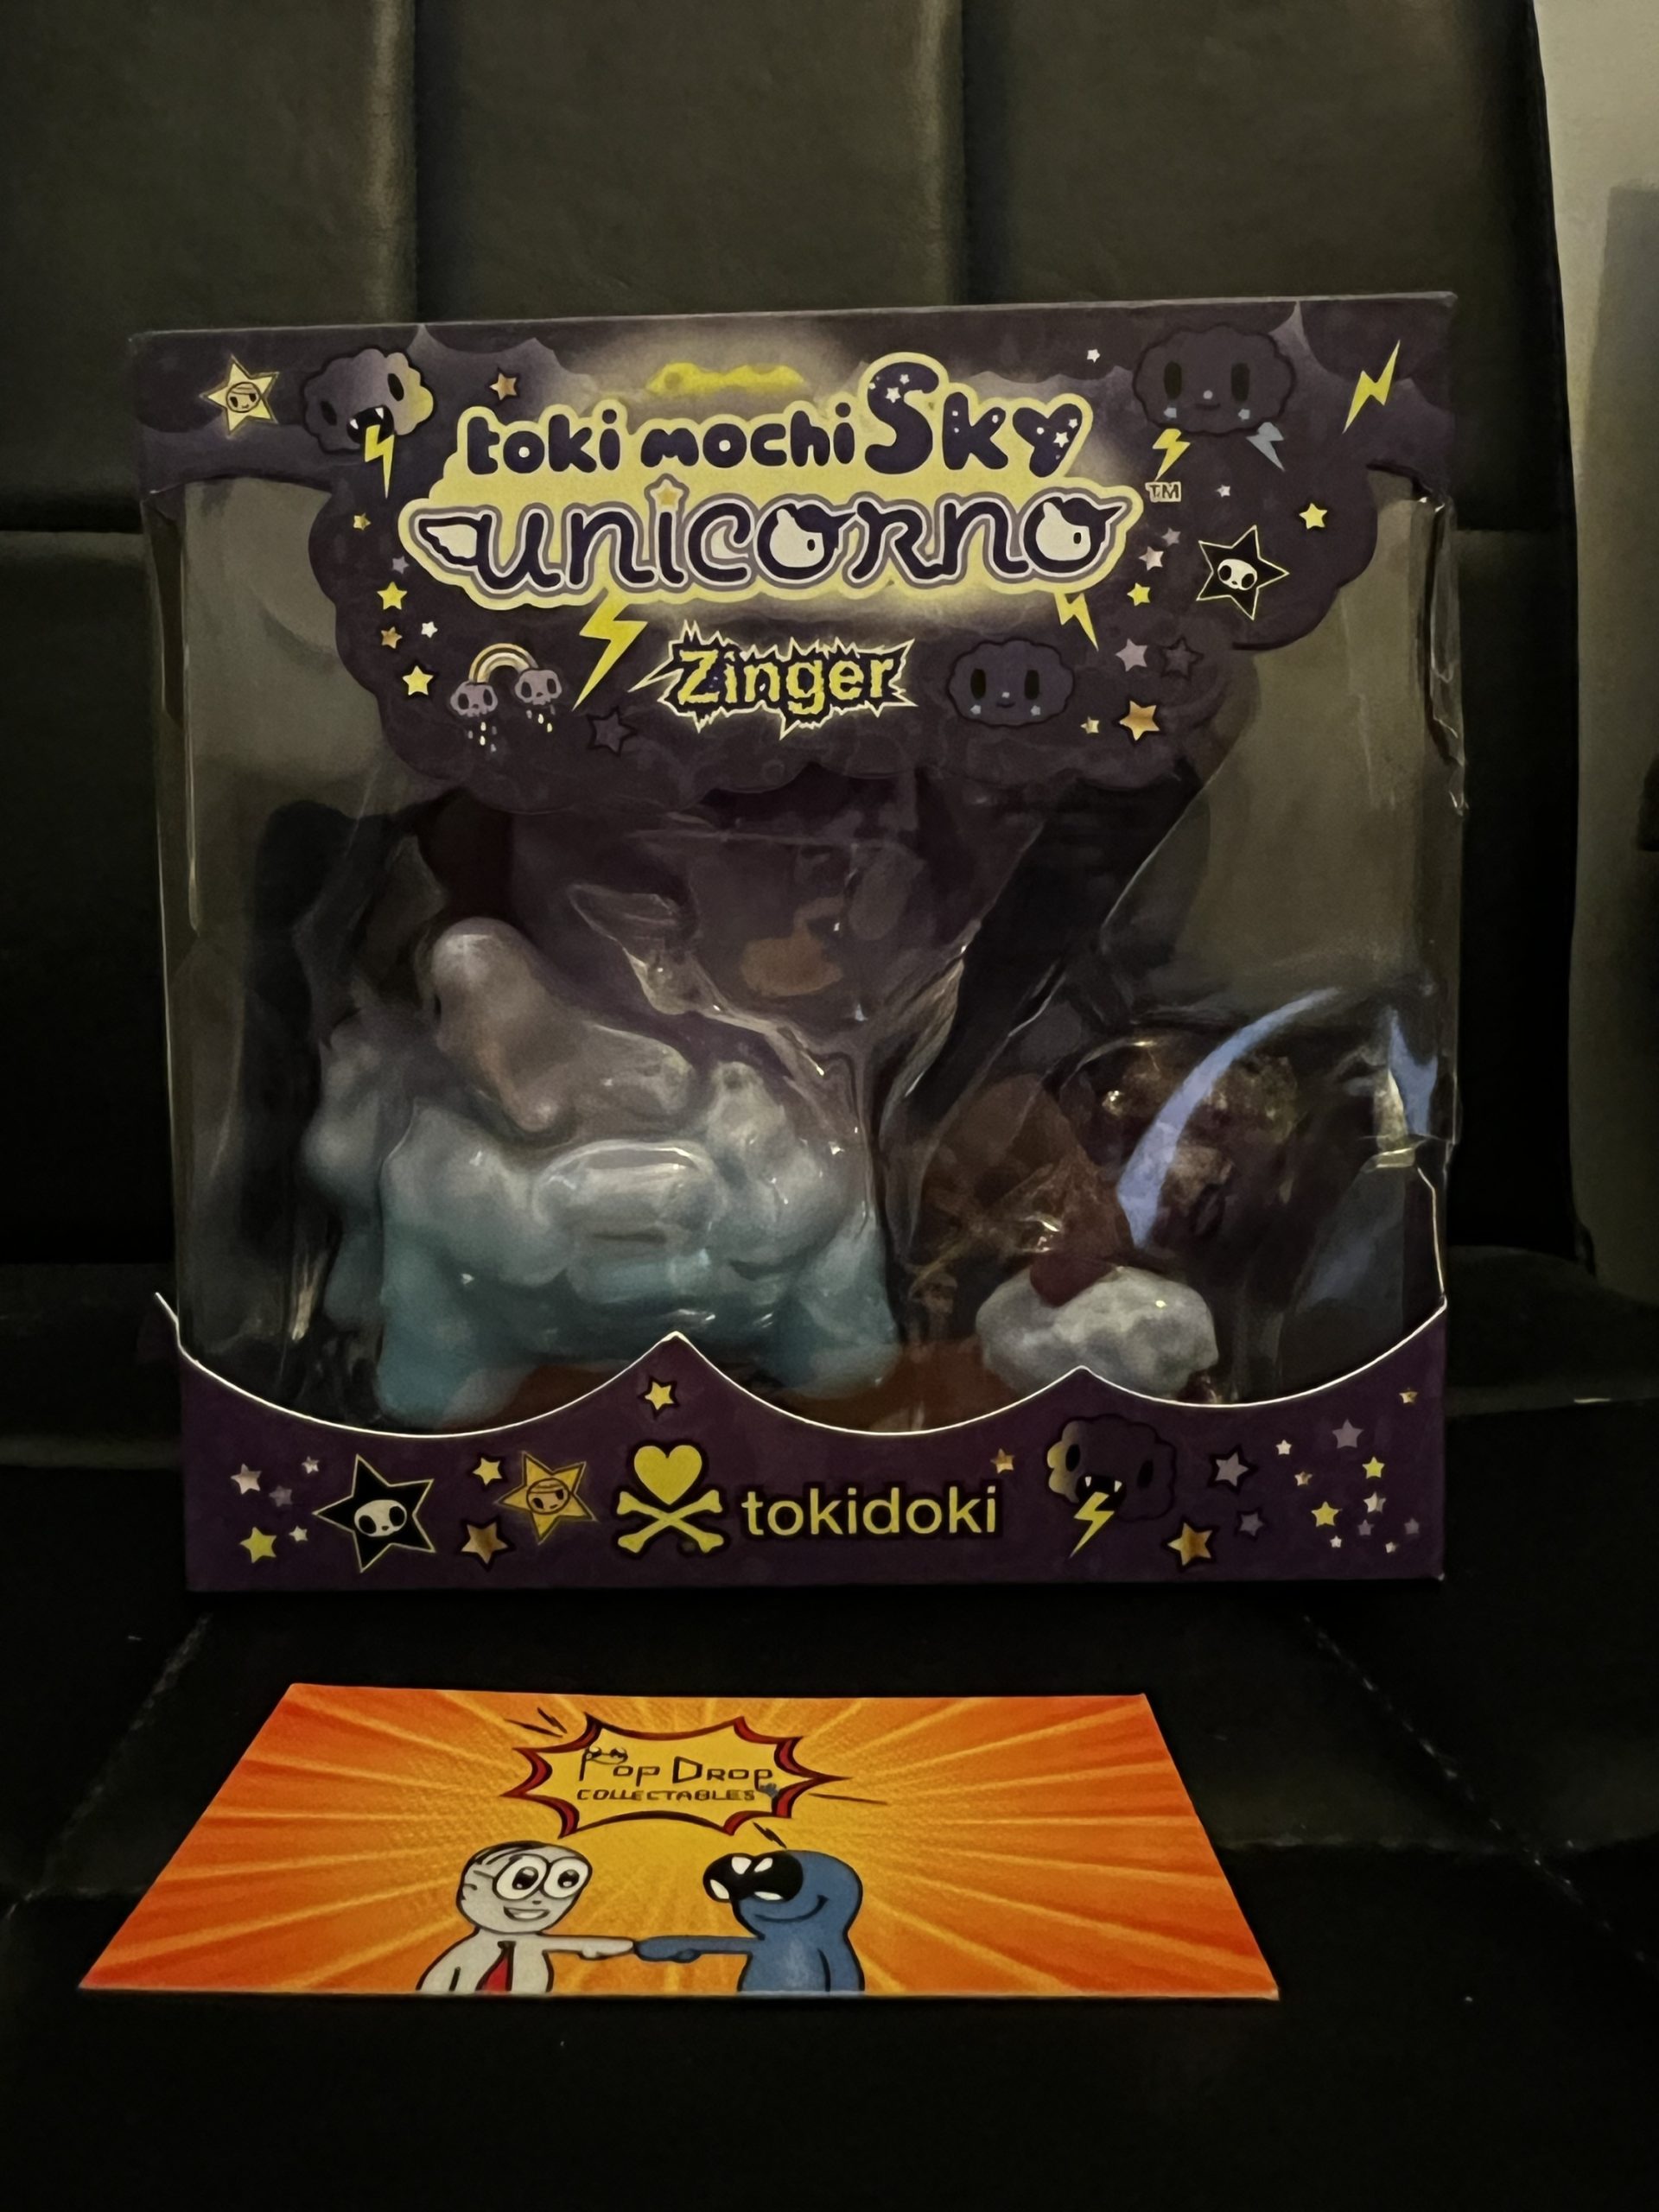 toki mochi Sky
unicorno
TM
Zinger
tokidoki
Pop Drop
COLLECTABLES